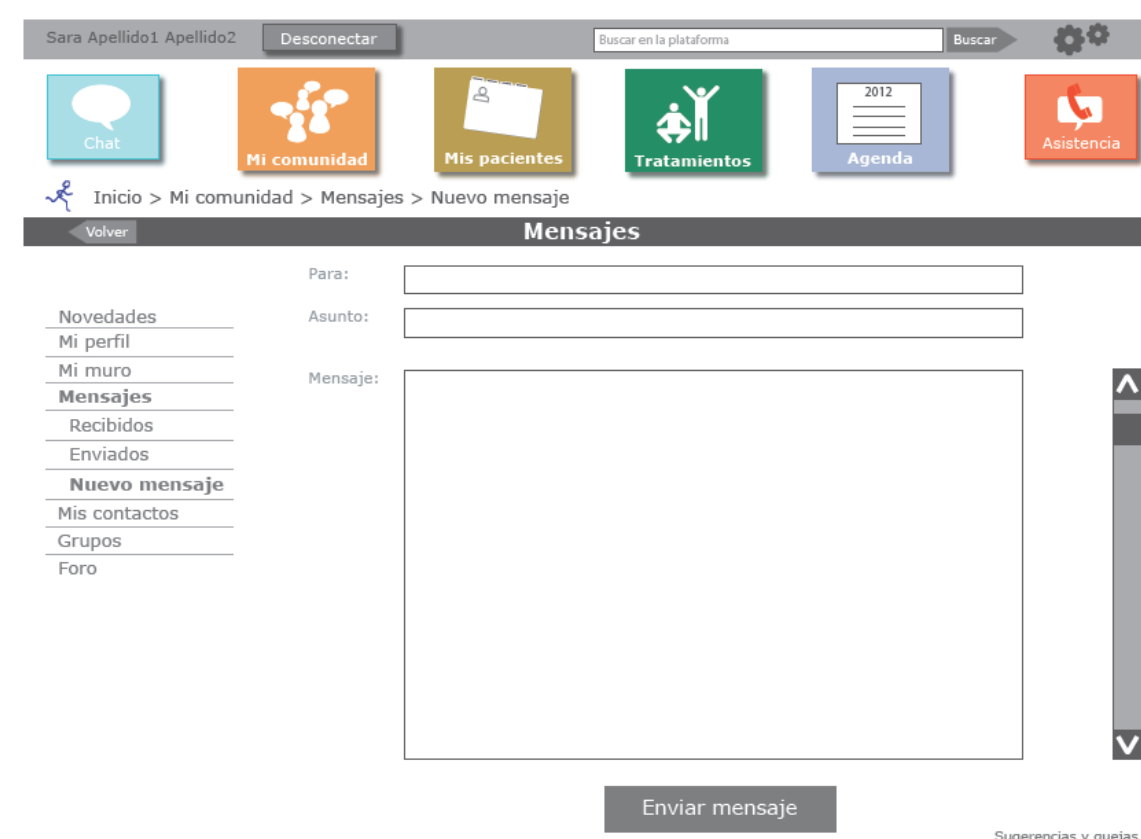 Sara Apellido1 Apellido2 Desconectar Buscar en la plataforma Buscar
2012
Chat Mi comunidad Mis pacientes Tratamientos Agenda Asistencia
Inicio > Mi comunidad > Mensajes > Nuevo mensaje
Volver Mensajes
Para:
Asunto:
Mensaje:
Novedades
Mi perfil
Mi muro
Mensajes
Recibidos
Enviados
Nuevo mensaje
Mis contactos
Grupos
Foro
Enviar mensaje
Sugerencias y quejas